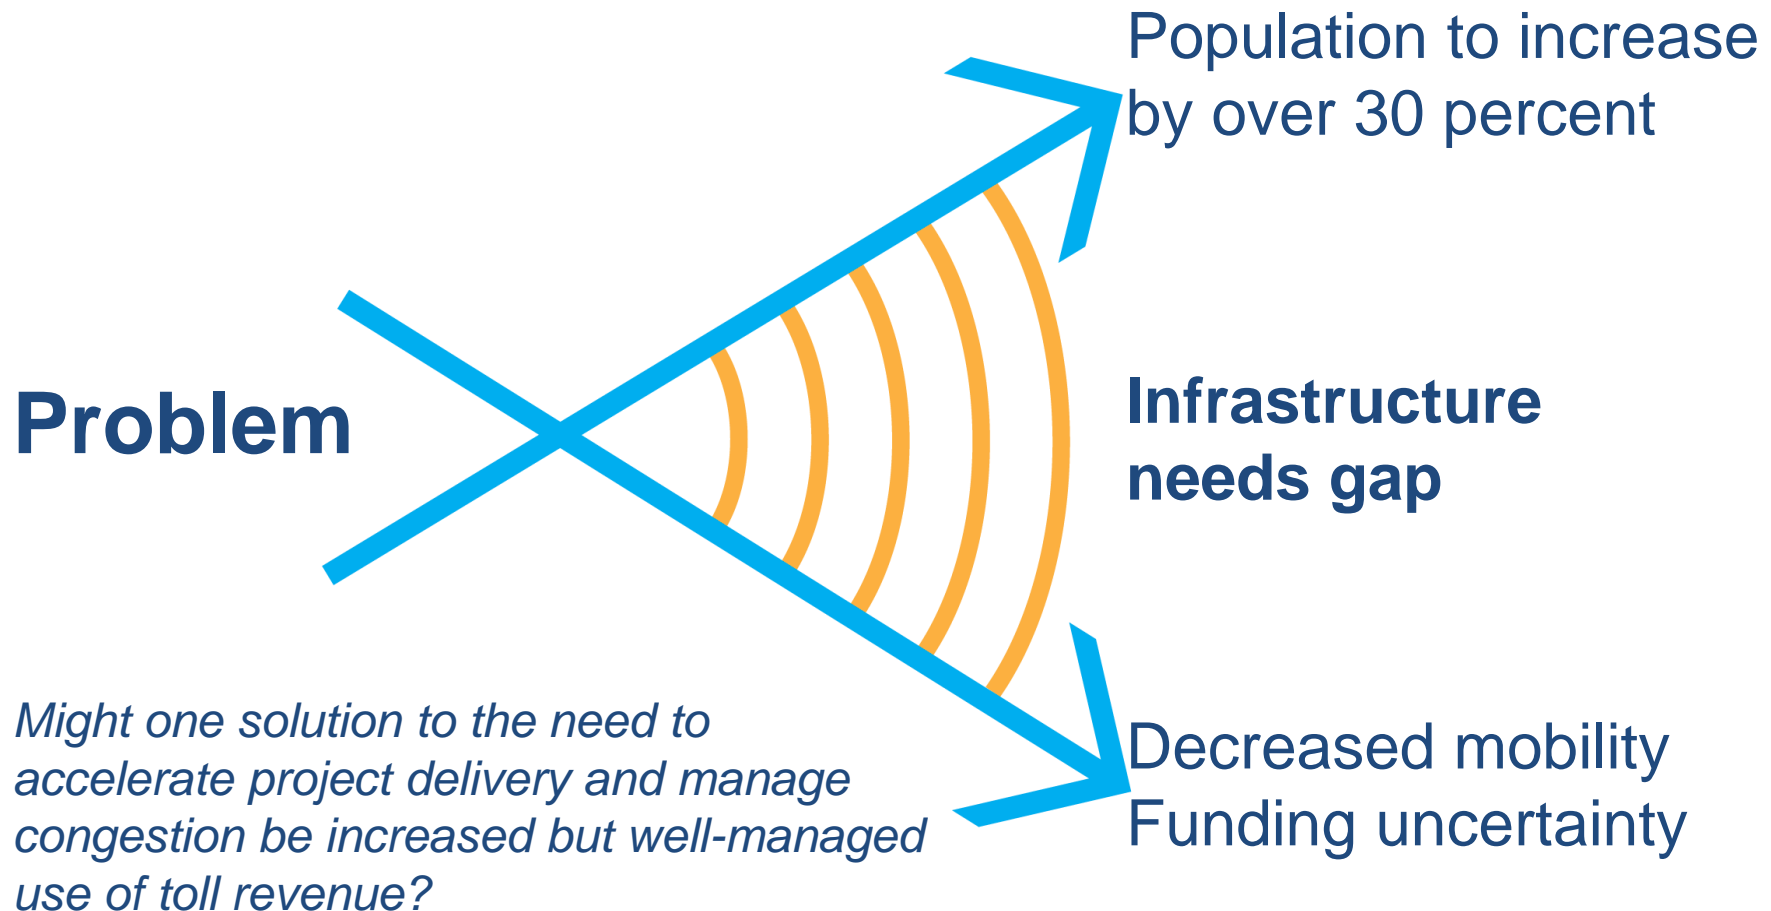 Population to increase
by over 30 percent
Problem
Infrastructure
needs gap
Might one solution to the need to
accelerate project delivery and manage
congestion be increased but well-managed
use of toll revenue?
Decreased mobility
Funding uncertainty